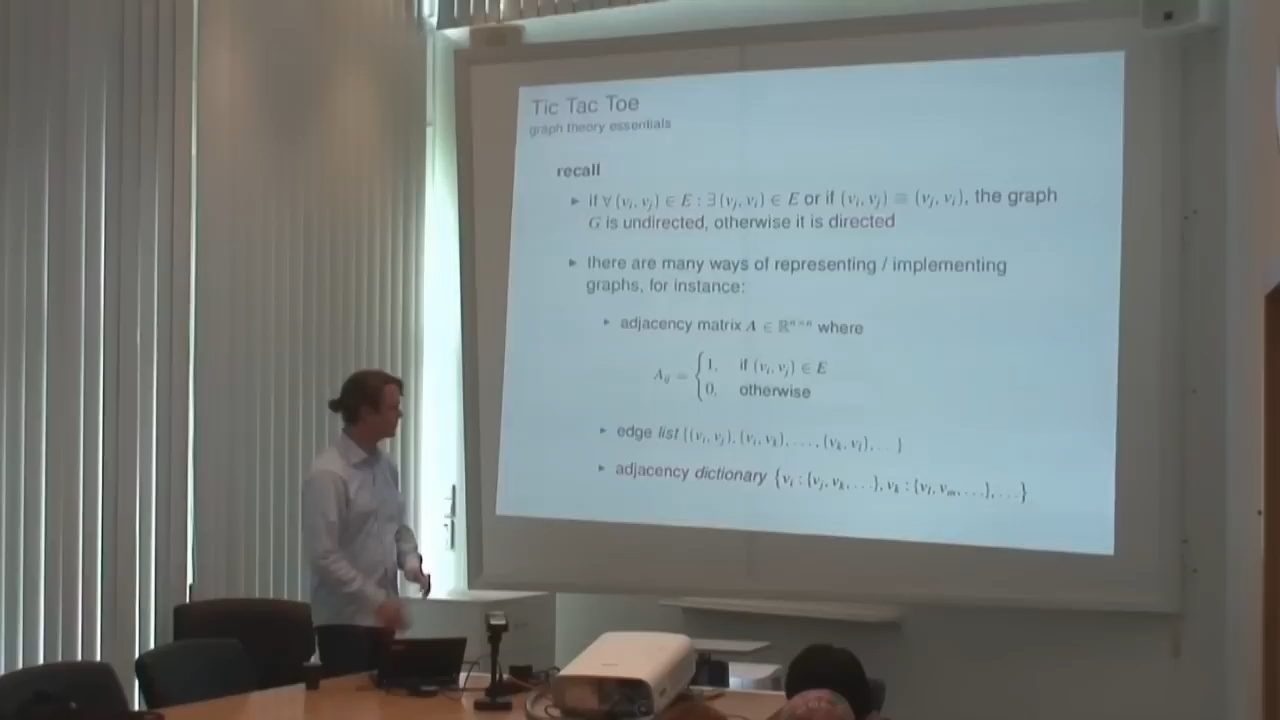 Tic Tac Toe
graph theory essentials
recall
▸ if ∀ (vᵢ, vⱼ) ∈ E : ∃ (vⱼ, vᵢ) ∈ E or if (vᵢ, vⱼ) ≡ (vⱼ, vᵢ), the graph
G is undirected, otherwise it is directed
▸ there are many ways of representing / implementing
graphs, for instance:
▸ adjacency matrix A ∈ ℝⁿˣⁿ where
Aᵢⱼ = { 1, if (vᵢ, vⱼ) ∈ E
0, otherwise
▸ edge list {(vᵢ, vⱼ), (vᵢ, vₖ), . . . , (vₖ, vₗ), . . . }
▸ adjacency dictionary {vᵢ : {vⱼ, vₖ, . . .}, vₖ : {vₗ, vₘ, . . .}, . . .}